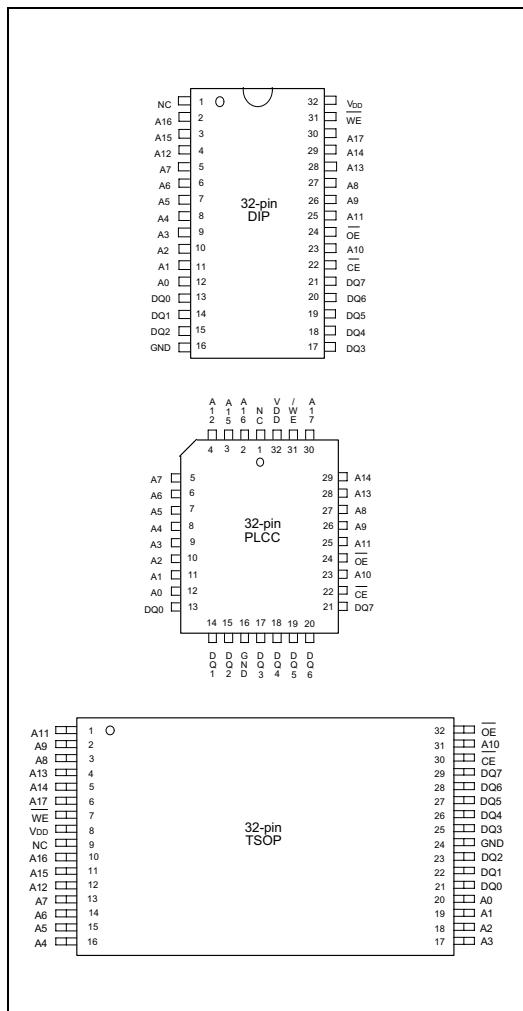 NC 1 32 VDD
A16 2 31 WE
A15 3 30 A17
A12 4 29 A14
A7 5 28 A13
A6 6 27 A8
A5 7 26 A9
A4 8 25 A11
A3 9 24 OE
A2 10 23 A10
A1 11 22 CE
A0 12 21 DQ7
DQ0 13 20 DQ6
DQ1 14 19 DQ5
DQ2 15 18 DQ4
GND 16 17 DQ3
32-pin
DIP
A12 A15 A16 NC VDD /WE A17
4 3 2 1 32 31 30
A7 5 29 A14
A6 6 28 A13
A5 7 27 A8
A4 8 26 A9
A3 9 25 A11
A2 10 24 OE
A1 11 23 A10
A0 12 22 CE
DQ0 13 21 DQ7
32-pin
PLCC
14 15 16 17 18 19 20
DQ1 DQ2 GND DQ3 DQ4 DQ5 DQ6
A11 1 32 OE
A9 2 31 A10
A8 3 30 CE
A13 4 29 DQ7
A14 5 28 DQ6
A17 6 27 DQ5
WE 7 26 DQ4
VDD 8 25 DQ3
NC 9 24 GND
A16 10 23 DQ2
A15 11 22 DQ1
A12 12 21 DQ0
A7 13 20 A0
A6 14 19 A1
A5 15 18 A2
A4 16 17 A3
32-pin
TSOP